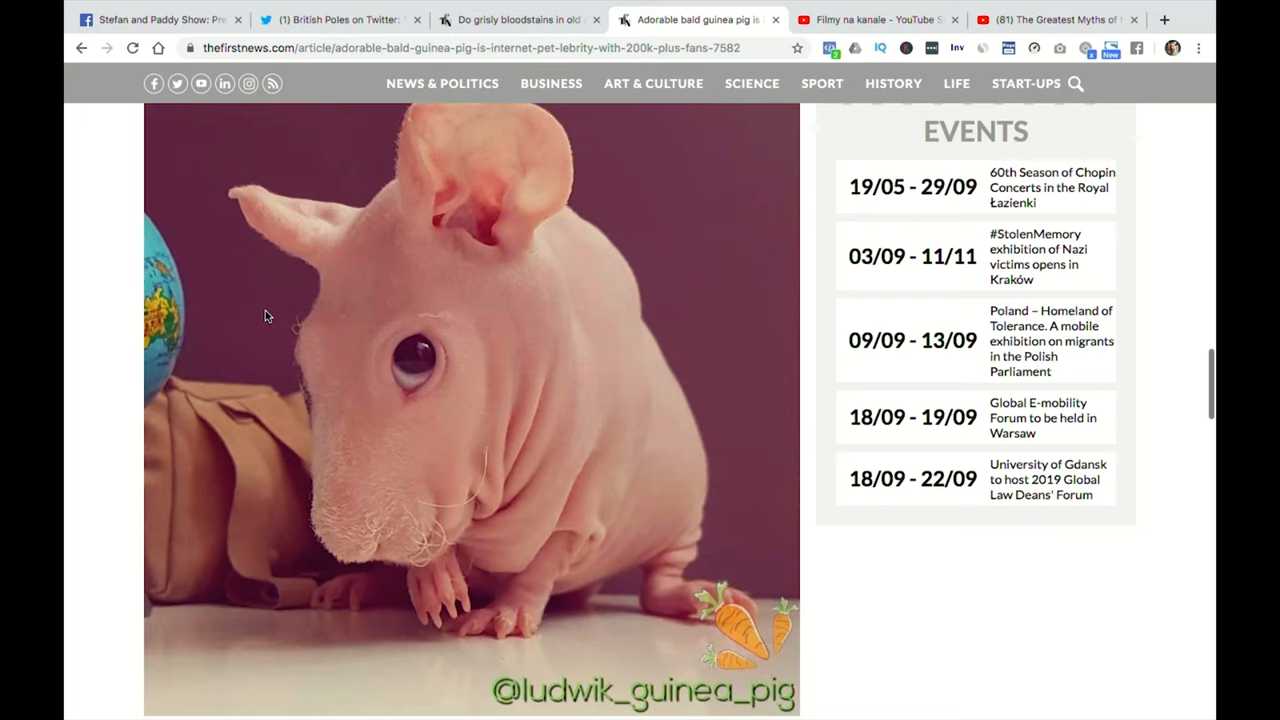 Stefan and Paddy Show: Pre
(1) British Poles on Twitter: "
Do grisly bloodstains in old
Adorable bald guinea pig is
Filmy na kanale - YouTube S
(81) The Greatest Myths of t
thefirstnews.com/article/adorable-bald-guinea-pig-is-internet-pet-lebrity-with-200k-plus-fans-7582
IQ
Inv
New
NEWS & POLITICS BUSINESS ART & CULTURE SCIENCE SPORT HISTORY LIFE START-UPS
EVENTS
19/05 - 29/09
60th Season of Chopin
Concerts in the Royal
Łazienki
03/09 - 11/11
#StolenMemory
exhibition of Nazi
victims opens in
Kraków
09/09 - 13/09
Poland – Homeland of
Tolerance. A mobile
exhibition on migrants
in the Polish
Parliament
18/09 - 19/09
Global E-mobility
Forum to be held in
Warsaw
18/09 - 22/09
University of Gdansk
to host 2019 Global
Law Deans' Forum
@ludwik_guinea_pig